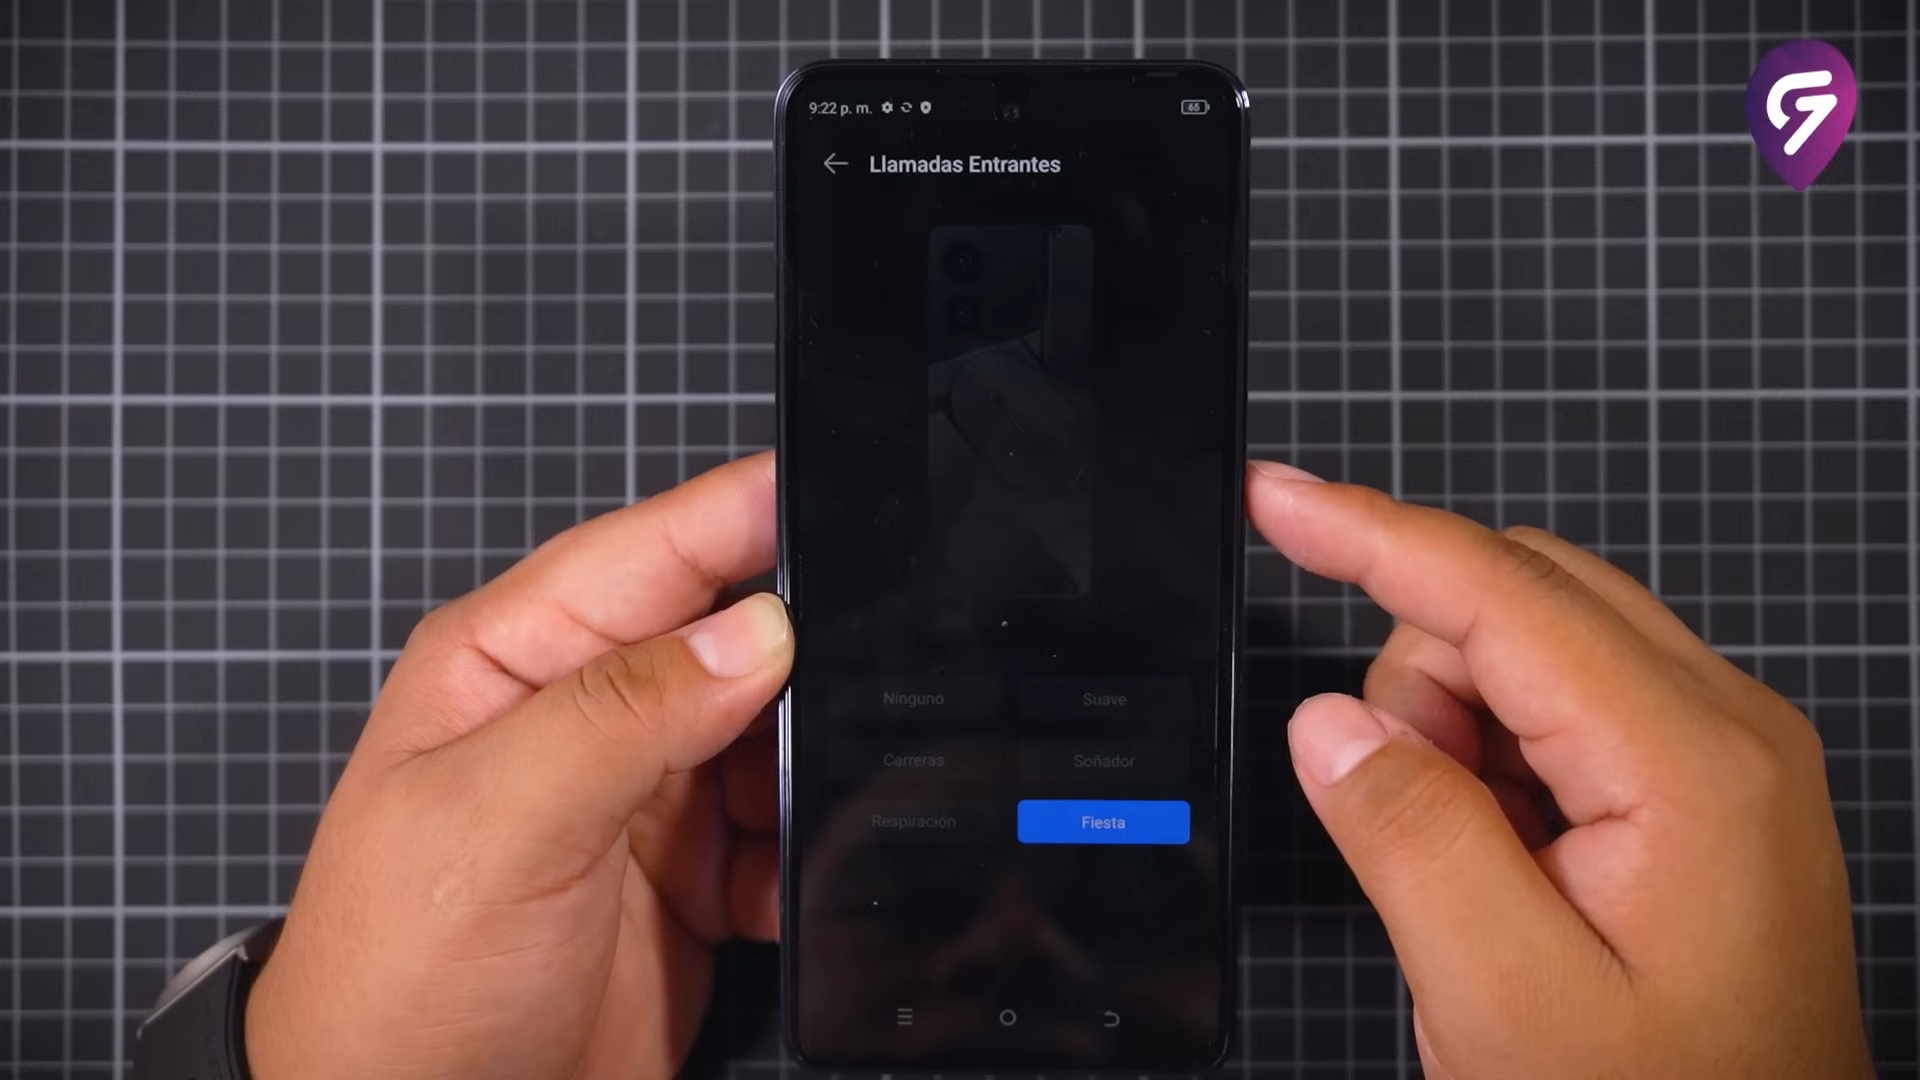 9:22 p. m.
65
Llamadas Entrantes
Ninguno
Suave
Carreras
Soñador
Respiración
Fiesta